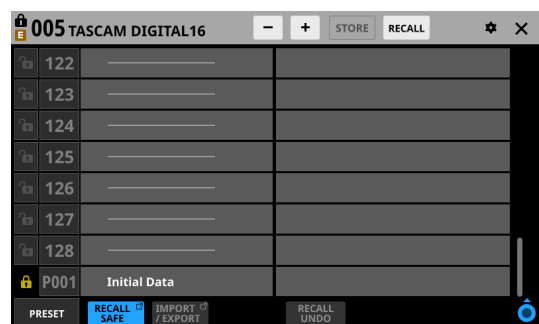 E 005 TASCAM DIGITAL16 − + STORE RECALL
122
123
124
125
126
127
128
P001 Initial Data
PRESET RECALL SAFE IMPORT / EXPORT RECALL UNDO